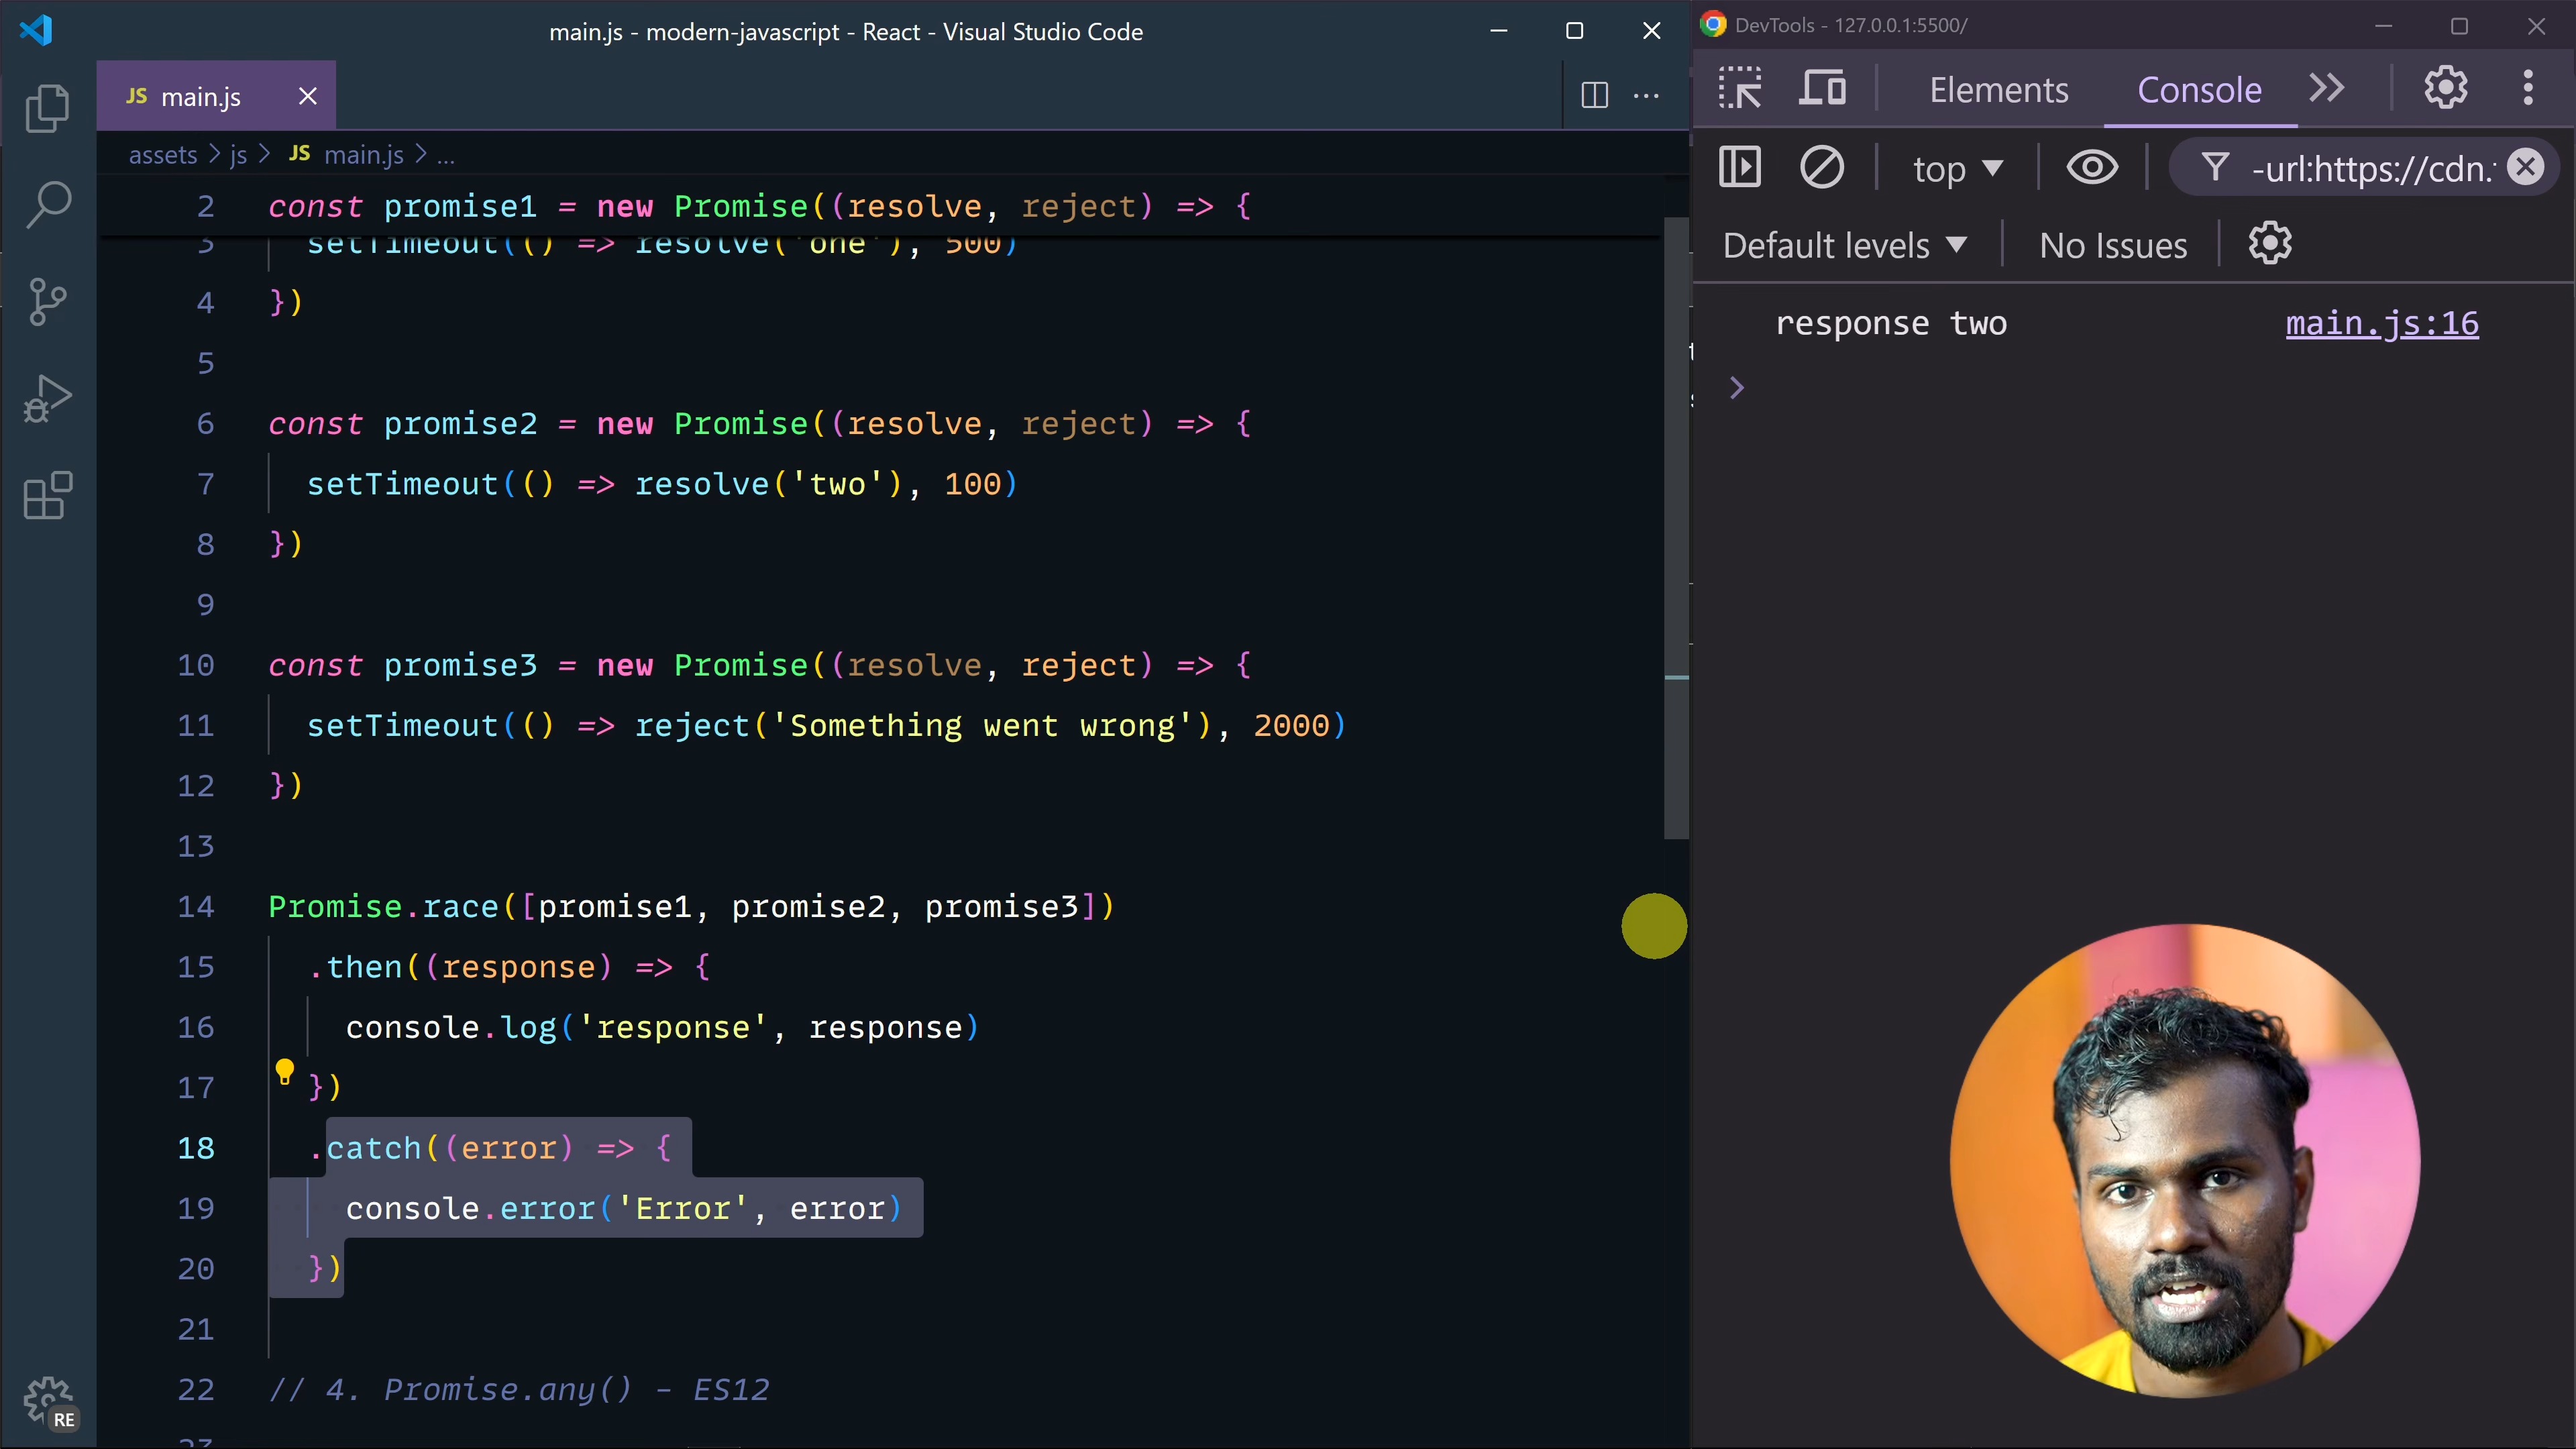 main.js - modern-javascript - React - Visual Studio Code
JS main.js
assets > js > JS main.js > ...
2 const promise1 = new Promise((resolve, reject) => {
3 setTimeout(() => resolve('one'), 500)
4 })
5
6 const promise2 = new Promise((resolve, reject) => {
7 setTimeout(() => resolve('two'), 100)
8 })
9
10 const promise3 = new Promise((resolve, reject) => {
11 setTimeout(() => reject('Something went wrong'), 2000)
12 })
13
14 Promise.race([promise1, promise2, promise3])
15 .then((response) => {
16 console.log('response', response)
17 })
18 .catch((error) => {
19 console.error('Error', error)
20 })
21
22 // 4. Promise.any() - ES12
RE
DevTools - 127.0.0.1:5500/
Elements Console
top -url:https://cdn.
Default levels No Issues
response two main.js:16